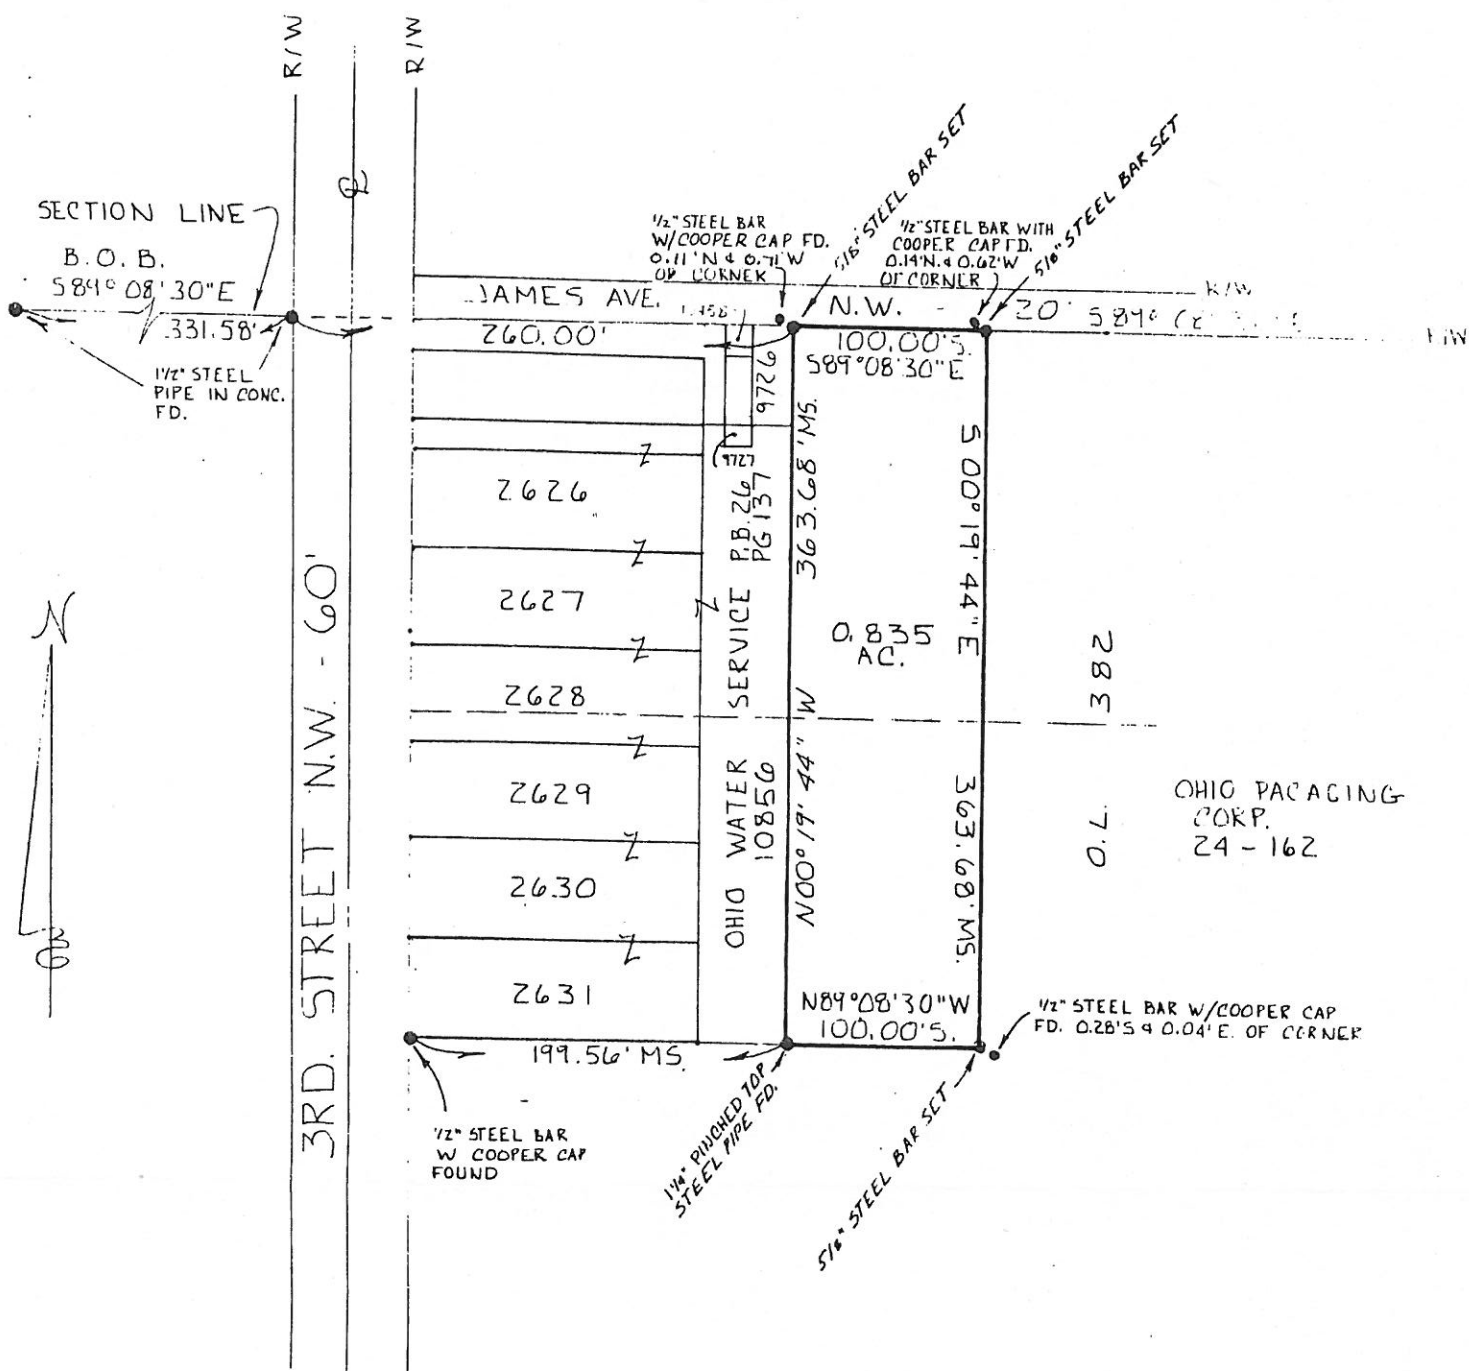 R/W
R/W
SECTION LINE
B.O.B.
S89°08'30"E
331.58'
1 1/2" STEEL
PIPE IN CONC.
FD.
1/2" STEEL BAR
W/COOPER CAP FD.
0.11'N & 0.71'W
OF CORNER
5/8" STEEL BAR SET
1/2" STEEL BAR WITH
COOPER CAP FD.
0.14'N. & 0.62'W
OF CORNER
5/8" STEEL BAR SET
R/W
JAMES AVE.
N.W. - 20'
S 89°
R/W
260.00'
100.00'S.
S89°08'30"E
9726
9727
2626
2627
2628
2629
2630
2631
P.B. 26
PG 137
OHIO WATER SERVICE
10856
363.68'MS.
N00°19'44"W
0.835
AC.
S 00°19'44"E
363.68'MS.
283
0.L.
OHIO PACAGING
CORP.
24-162
N
3RD. STREET N.W. - 60'
N89°08'30"W
100.00'S.
1/2" STEEL BAR W/COOPER CAP
FD. 0.28'S & 0.04'E. OF CORNER
199.56' MS.
1/2" STEEL BAR
W COOPER CAP
FOUND
1 1/4" PINCHED TOP
STEEL PIPE FD.
5/8" STEEL BAR SET